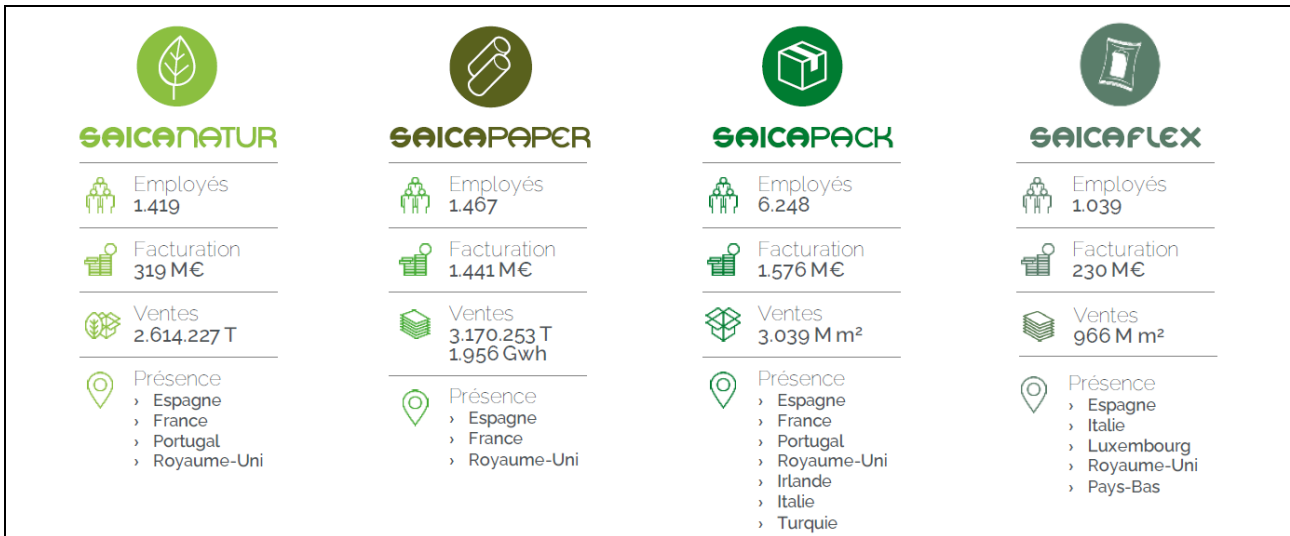 SAICANATUR
Employés
1.419
Facturation
319 M€
Ventes
2.614.227 T
Présence
› Espagne
› France
› Portugal
› Royaume-Uni
SAICAPAPER
Employés
1.467
Facturation
1.441 M€
Ventes
3.170.253 T
1.956 Gwh
Présence
› Espagne
› France
› Royaume-Uni
SAICAPACK
Employés
6.248
Facturation
1.576 M€
Ventes
3.039 M m²
Présence
› Espagne
› France
› Portugal
› Royaume-Uni
› Irlande
› Italie
› Turquie
SAICAFLEX
Employés
1.039
Facturation
230 M€
Ventes
966 M m²
Présence
› Espagne
› Italie
› Luxembourg
› Royaume-Uni
› Pays-Bas